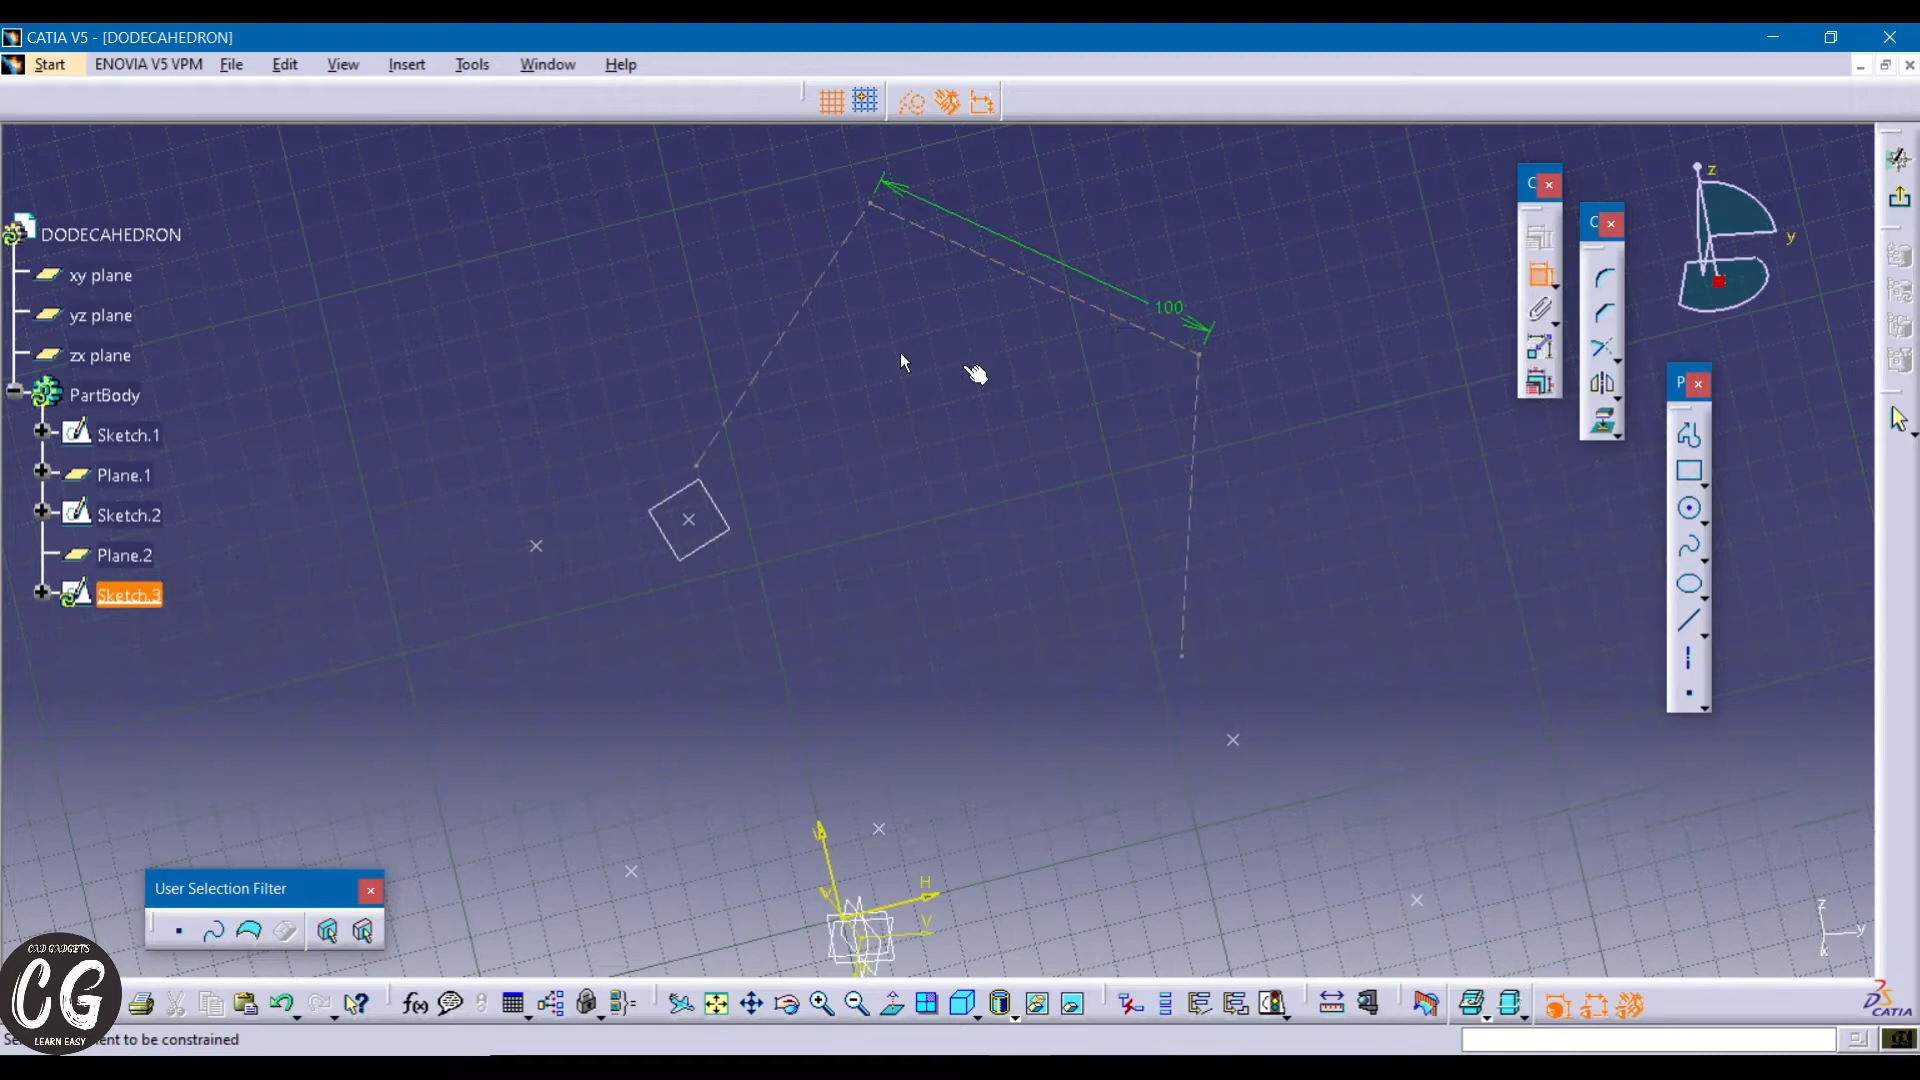 CATIA V5 - [DODECAHEDRON]
Start ENOVIA V5 VPM File Edit View Insert Tools Window Help
z
C
y
C
DODECAHEDRON
xy plane
yz plane
zx plane
PartBody
Sketch.1
Plane.1
Sketch.2
Plane.2
Sketch.3
100
P
H
V
V
User Selection Filter
z
y
x
CAD GADGETS
CG
LEARN EASY
f(x)
CATIA
ent to be constrained